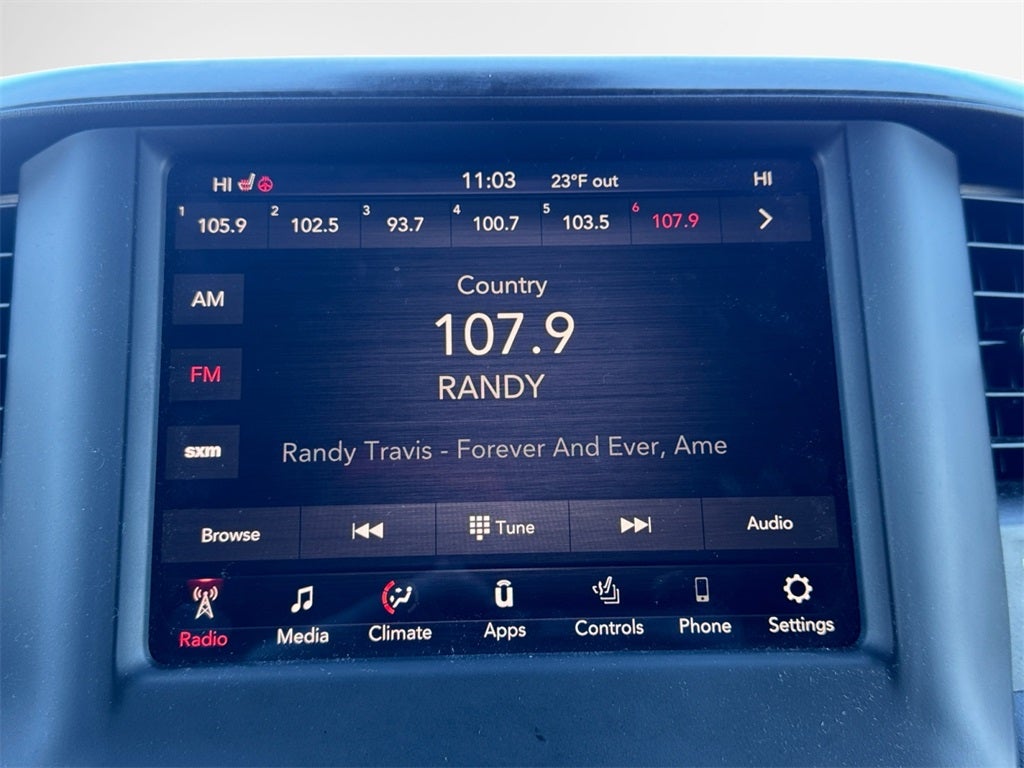 HI 11:03 23°F out HI
1 105.9 2 102.5 3 93.7 4 100.7 5 103.5 6 107.9
AM
FM
sxm
Country
107.9
RANDY
Randy Travis - Forever And Ever, Ame
Browse Tune Audio
Radio Media Climate Apps Controls Phone Settings